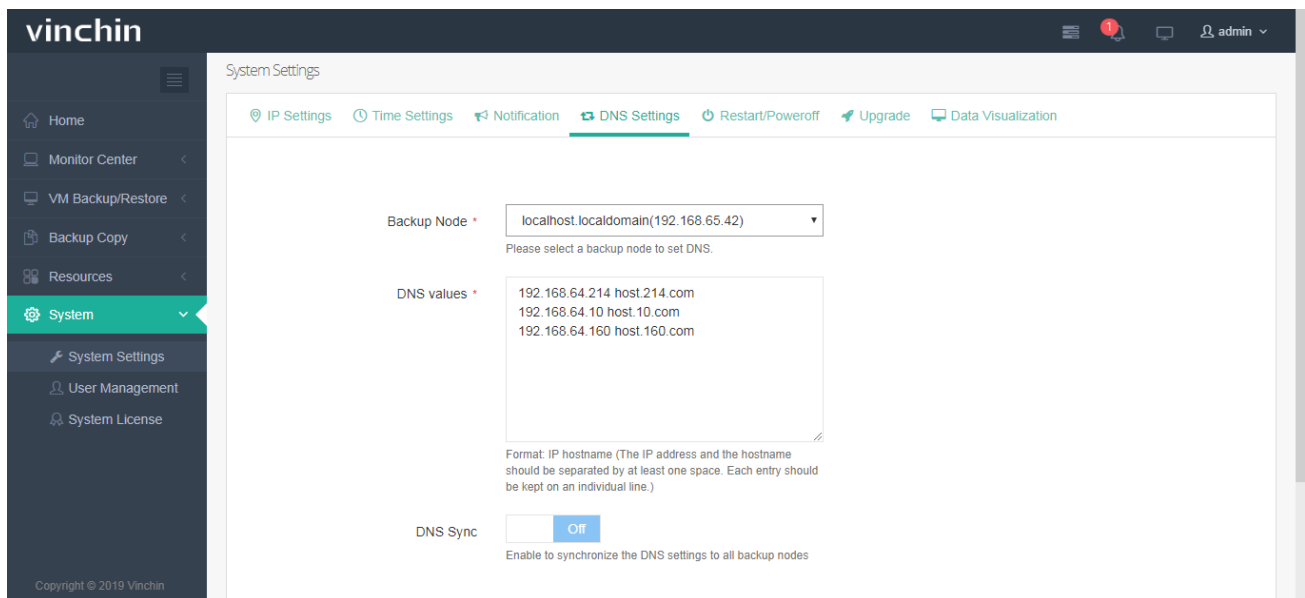 vinchin
1
admin
System Settings
IP Settings Time Settings Notification DNS Settings Restart/Poweroff Upgrade Data Visualization
Home
Monitor Center
VM Backup/Restore
Backup Copy
Resources
System
System Settings
User Management
System License
Copyright © 2019 Vinchin
Backup Node *
localhost.localdomain(192.168.65.42)
Please select a backup node to set DNS.
DNS values *
192.168.64.214 host.214.com
192.168.64.10 host.10.com
192.168.64.160 host.160.com
Format: IP hostname (The IP address and the hostname
should be separated by at least one space. Each entry should
be kept on an individual line.)
DNS Sync
Off
Enable to synchronize the DNS settings to all backup nodes